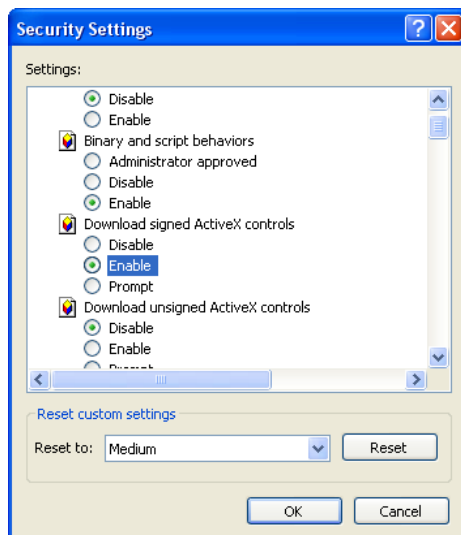 Security Settings
Settings:
Disable
Enable
Binary and script behaviors
Administrator approved
Disable
Enable
Download signed ActiveX controls
Disable
Enable
Prompt
Download unsigned ActiveX controls
Disable
Enable
Reset custom settings
Reset to: Medium Reset
OK Cancel